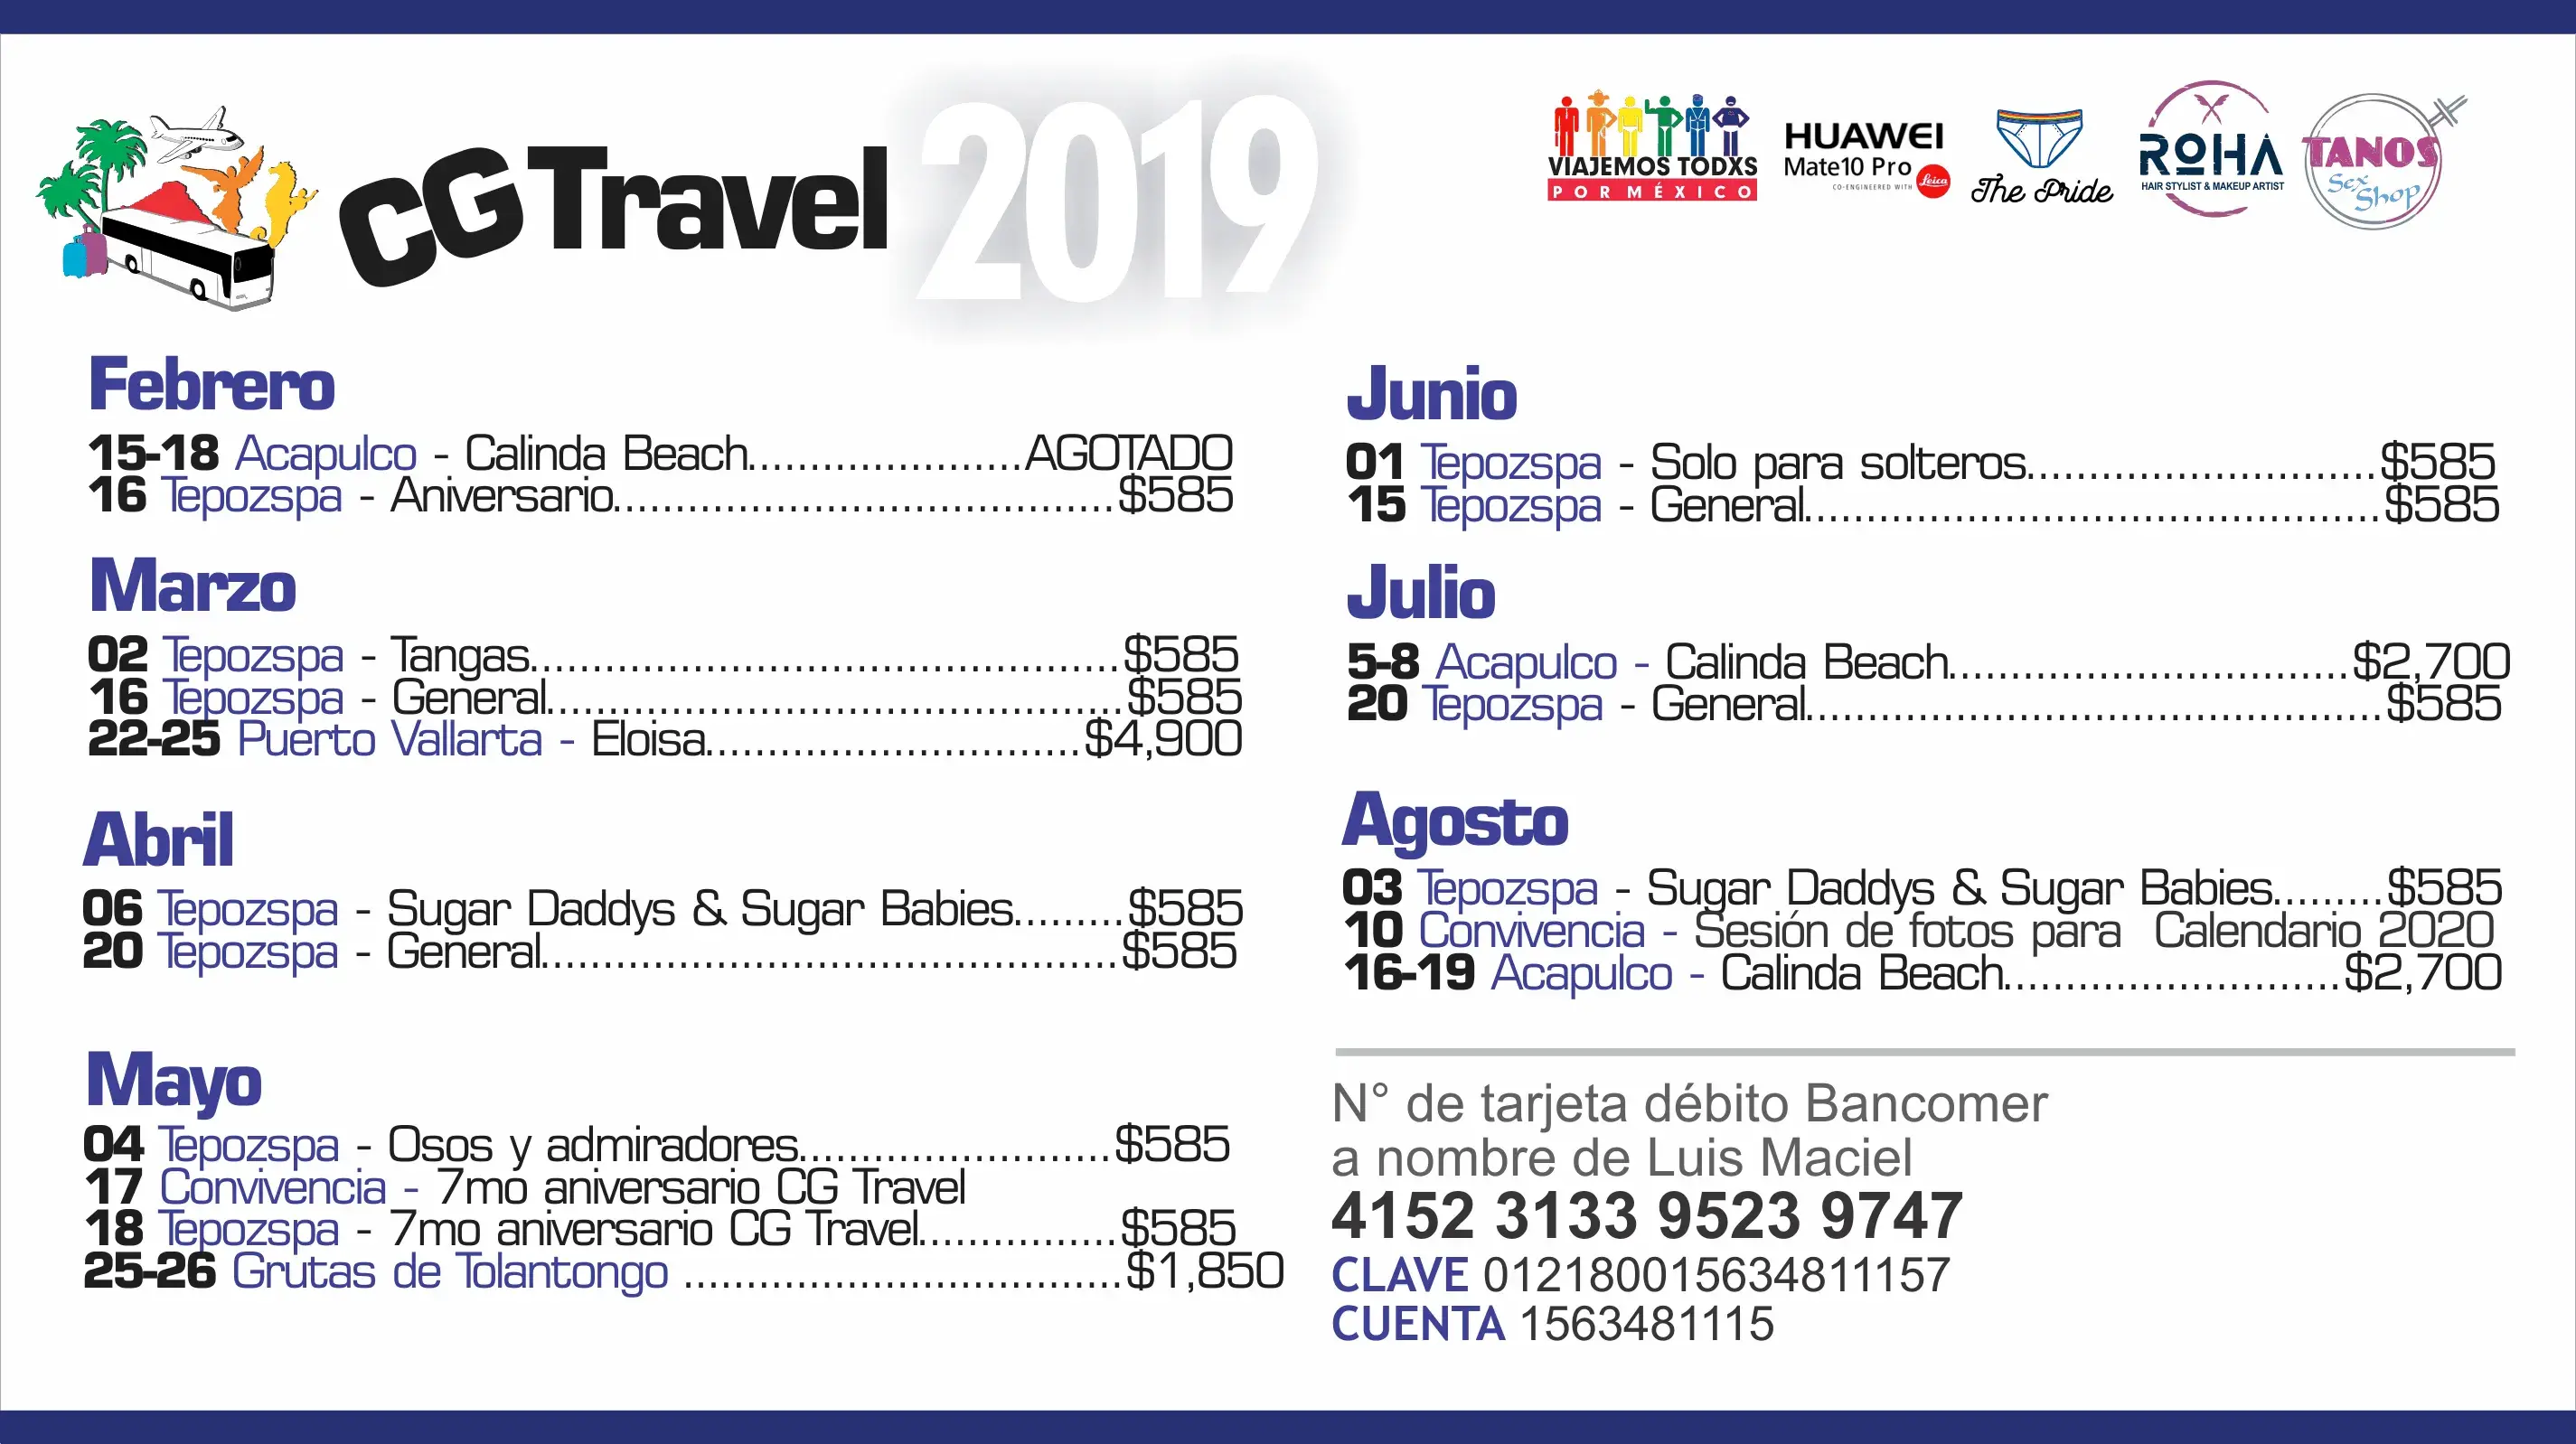 CG Travel 2019
VIAJEMOS TODXS
POR MÉXICO
HUAWEI
Mate10 Pro
CO-ENGINEERED WITH Leica
The Pride
ROHA
HAIR STYLIST & MAKEUP ARTIST
TANOS
Sex
Shop
Febrero
15-18 Acapulco - Calinda Beach......................AGOTADO
16 Tepozspa - Aniversario........................................$585
Marzo
02 Tepozspa - Tangas...............................................$585
16 Tepozspa - General..............................................$585
22-25 Puerto Vallarta - Eloisa..............................$4,900
Abril
06 Tepozspa - Sugar Daddys & Sugar Babies.........$585
20 Tepozspa - General..............................................$585
Mayo
04 Tepozspa - Osos y admiradores.........................$585
17 Convivencia - 7mo aniversario CG Travel
18 Tepozspa - 7mo aniversario CG Travel................$585
25-26 Grutas de Tolantongo ...................................$1,850
Junio
01 Tepozspa - Solo para solteros............................$585
15 Tepozspa - General..............................................$585
Julio
5-8 Acapulco - Calinda Beach................................$2,700
20 Tepozspa - General..............................................$585
Agosto
03 Tepozspa - Sugar Daddys & Sugar Babies.........$585
10 Convivencia - Sesión de fotos para Calendario 2020
16-19 Acapulco - Calinda Beach...........................$2,700
N° de tarjeta débito Bancomer
a nombre de Luis Maciel
4152 3133 9523 9747
CLAVE 012180015634811157
CUENTA 1563481115